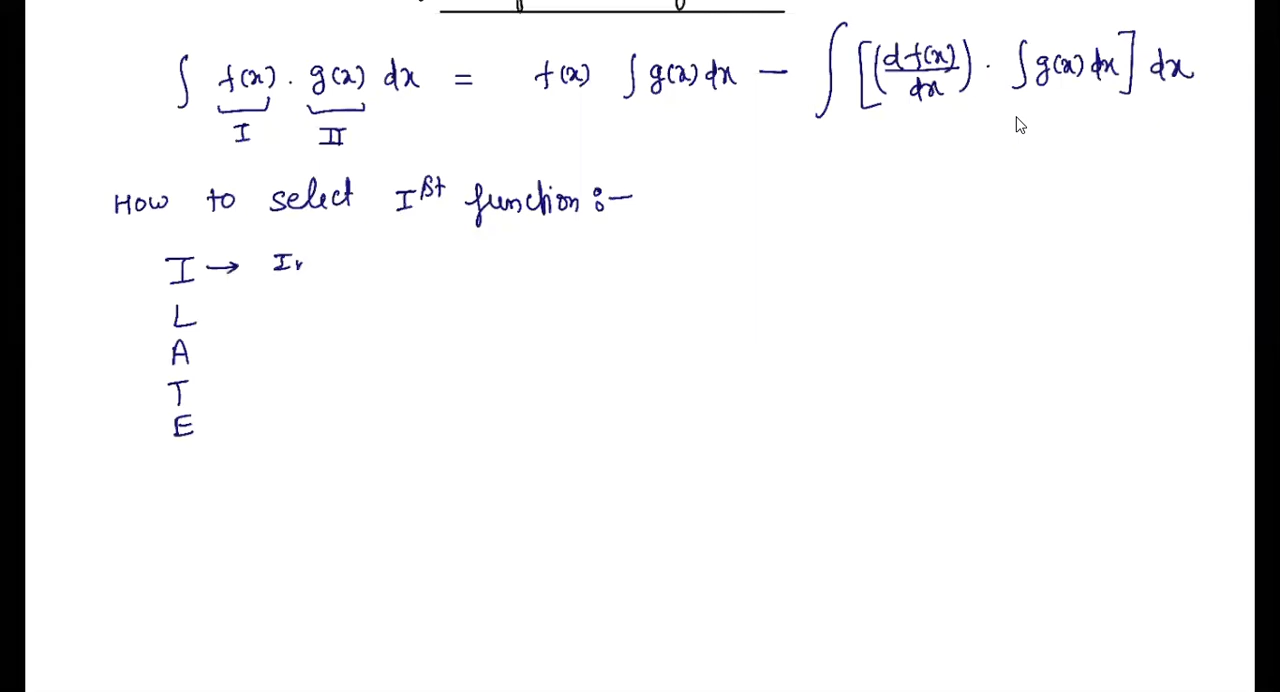 ∫ f(x) . g(x) dx = f(x) ∫ g(x) dx − ∫ [(df(x)/dx) . ∫ g(x) dx] dx
I II
How to select Ist function :-
I → Ir
L
A
T
E